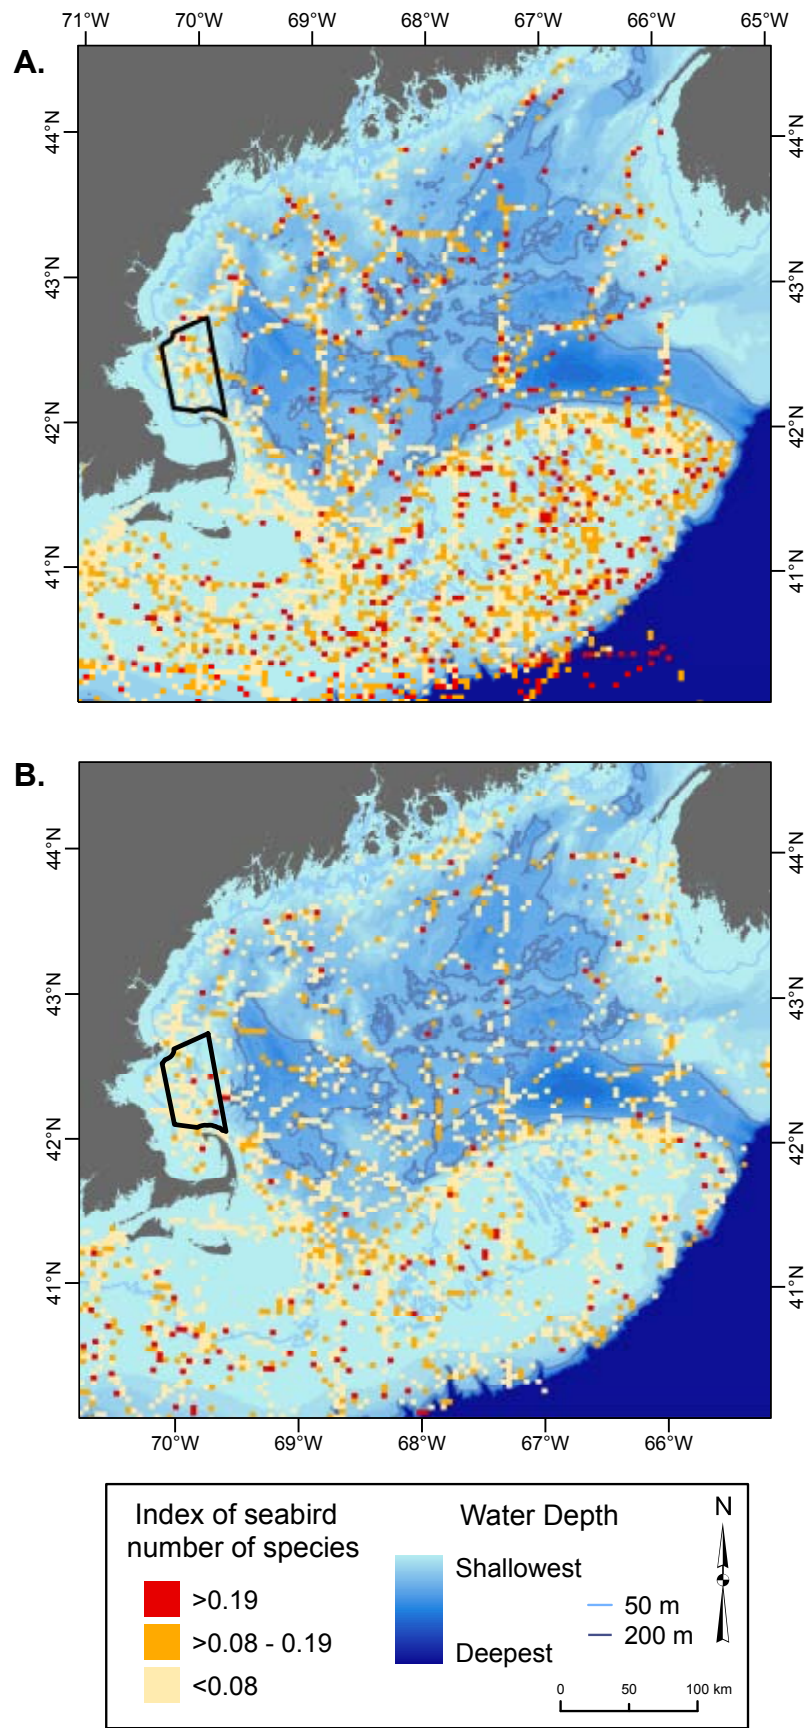 71°W 70°W 69°W 68°W 67°W 66°W 65°W
A.
44°N 44°N
43°N 43°N
42°N 42°N
41°N 41°N
B.
44°N 44°N
43°N 43°N
42°N 42°N
41°N 41°N
70°W 69°W 68°W 67°W 66°W
Index of seabird
number of species
>0.19
>0.08 - 0.19
<0.08
Water Depth
Shallowest
Deepest
50 m
200 m
N
0 50 100 km